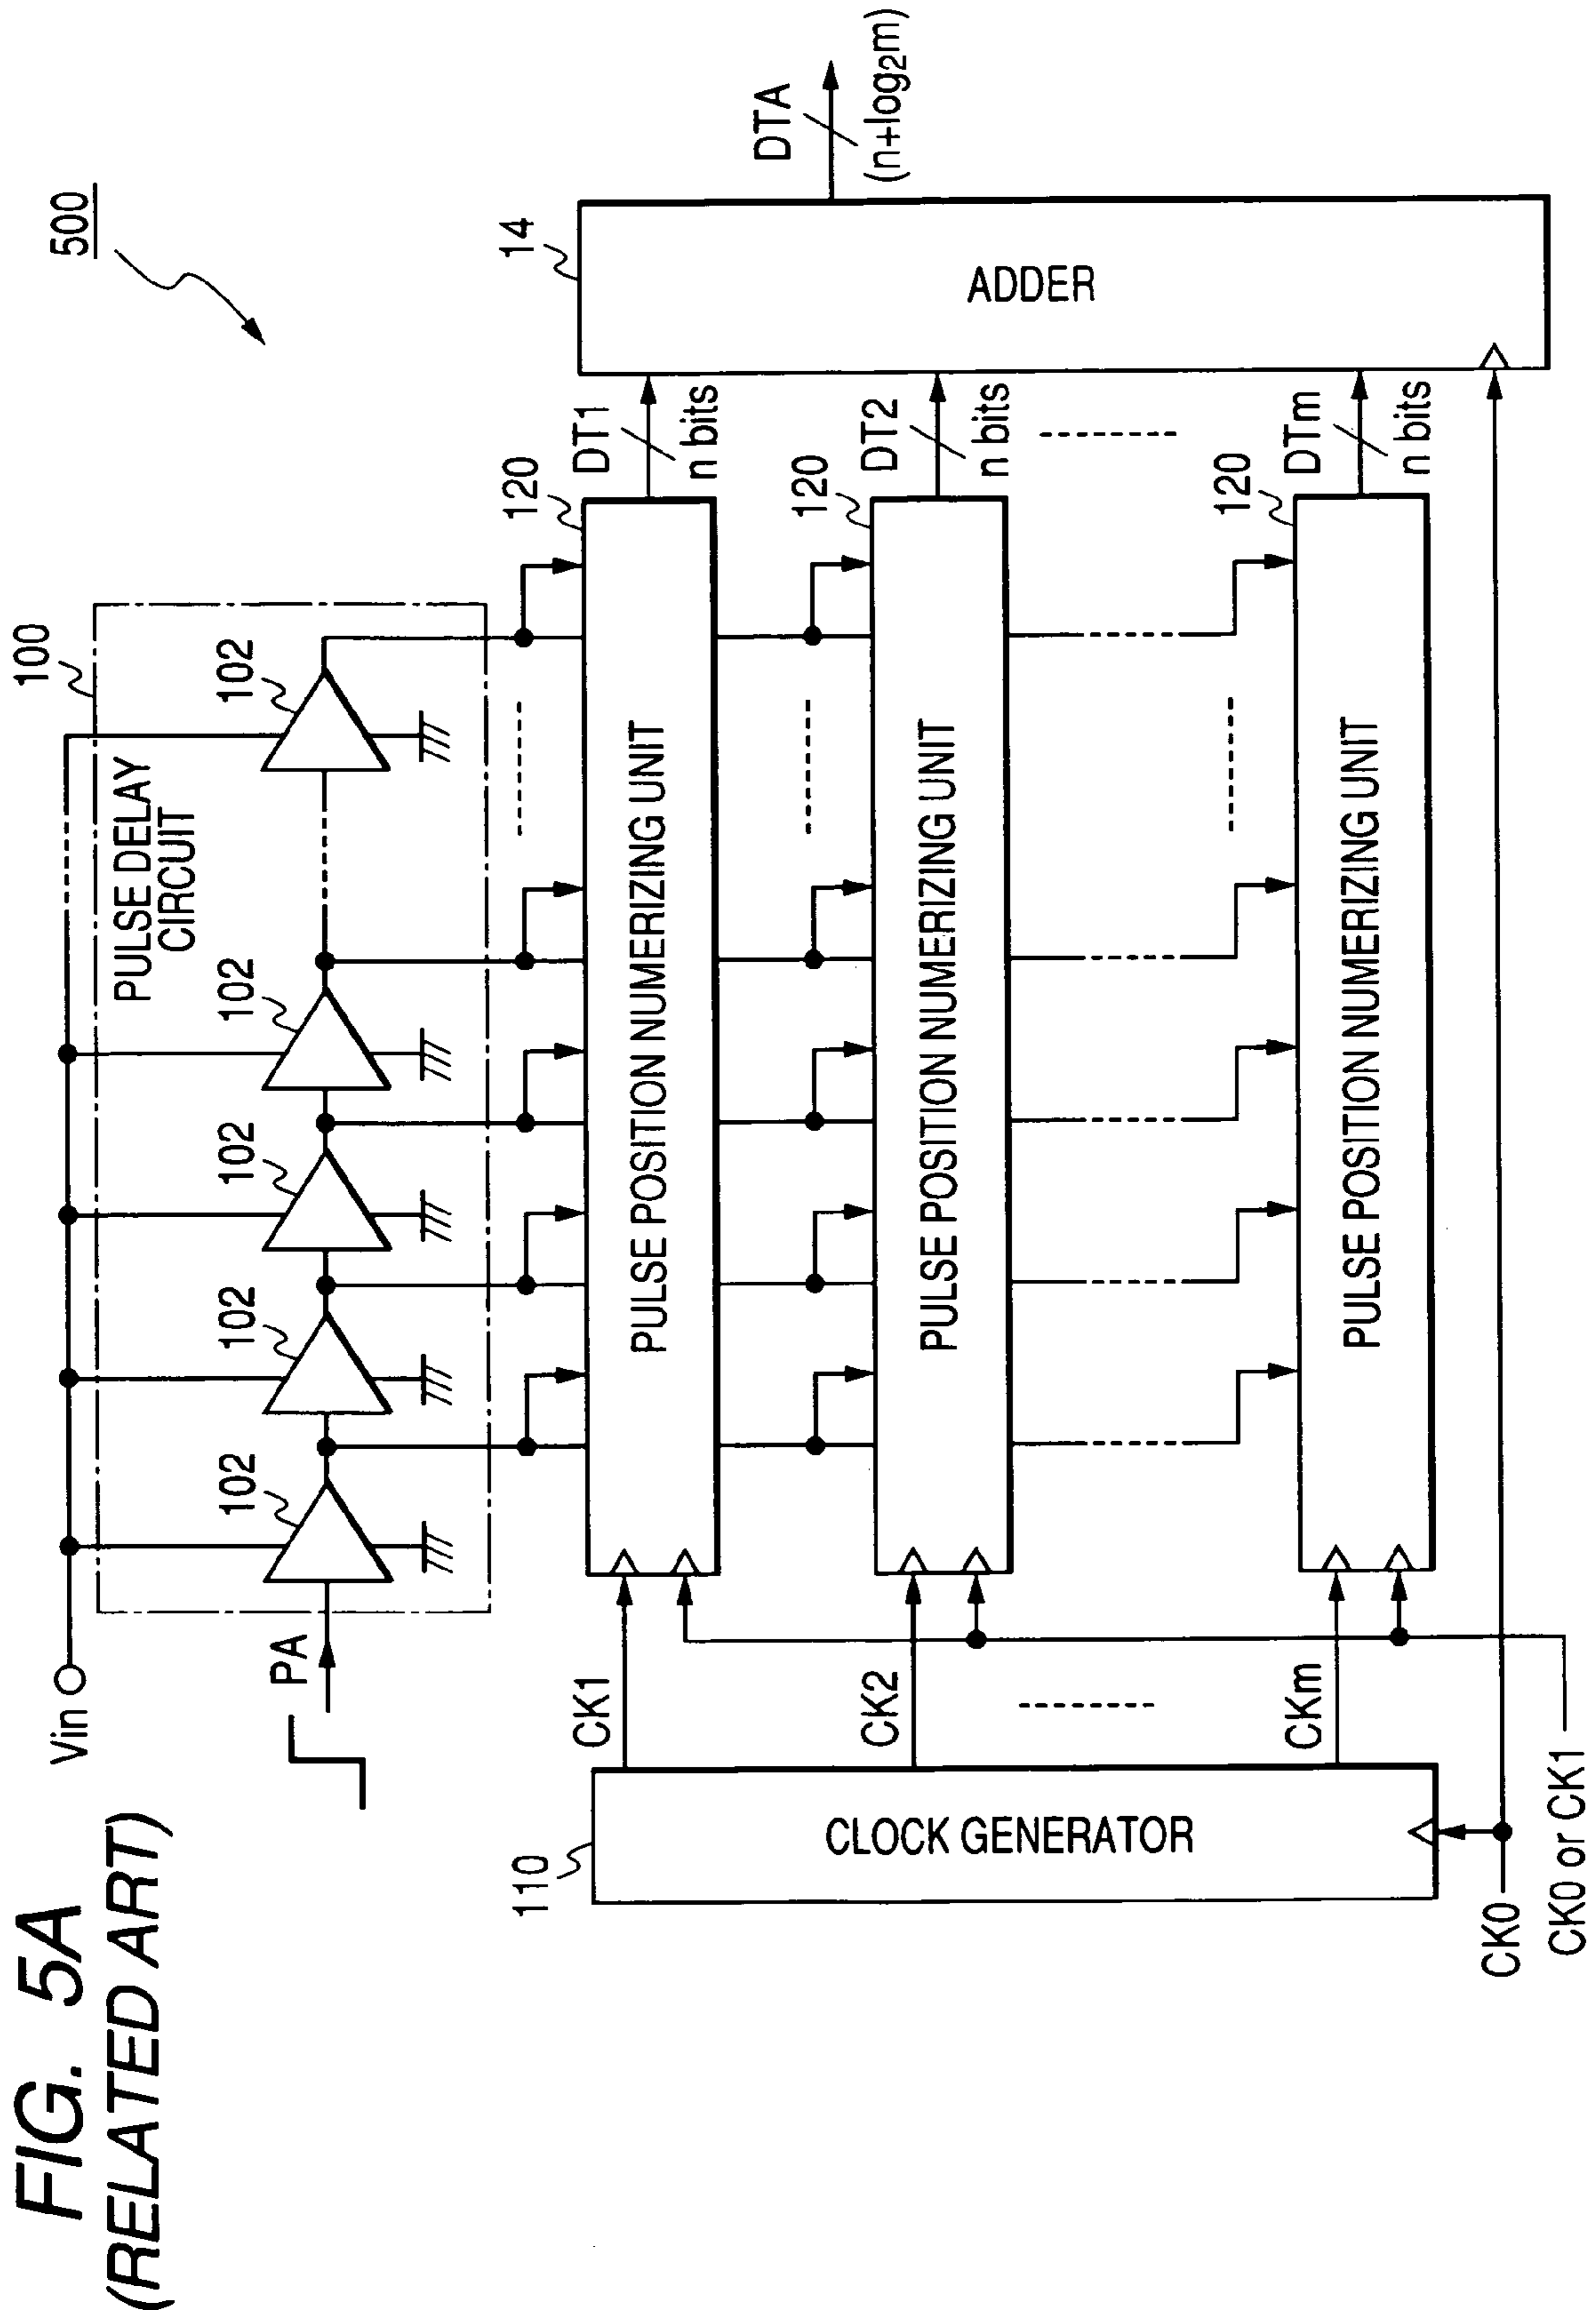 FIG. 5A
(RELATED ART)
500
Vin
100
PULSE DELAY
CIRCUIT
PA
102
102
102
102
102
120
PULSE POSITION NUMERIZING UNIT
DT1
n bits
120
PULSE POSITION NUMERIZING UNIT
DT2
n bits
120
PULSE POSITION NUMERIZING UNIT
DTm
n bits
14
ADDER
DTA
(n+log2m)
110
CLOCK GENERATOR
CK1
CK2
CKm
CK0
CK0 or CK1